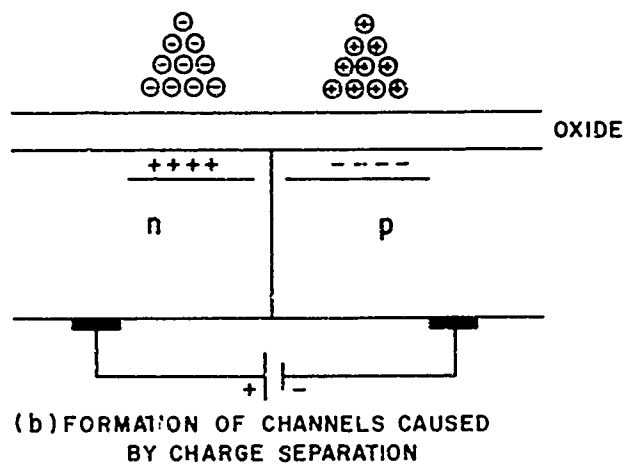 OXIDE
++++ ----
n p
+ -
(b) FORMATION OF CHANNELS CAUSED
BY CHARGE SEPARATION